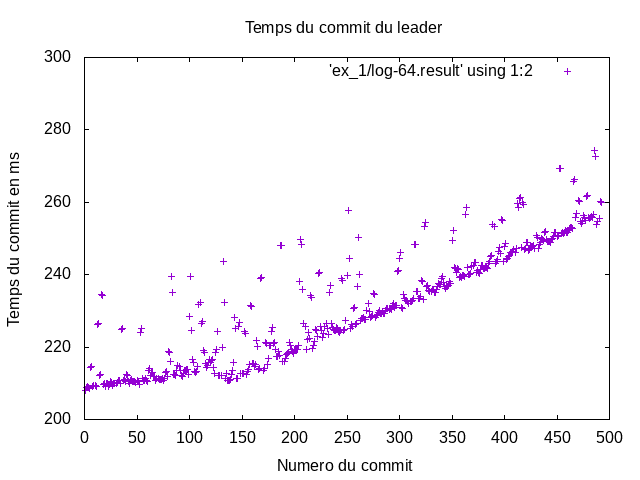 Temps du commit du leader
'ex_1/log-64.result' using 1:2
Temps du commit en ms
300
280
260
240
220
200
0 50 100 150 200 250 300 350 400 450 500
Numero du commit